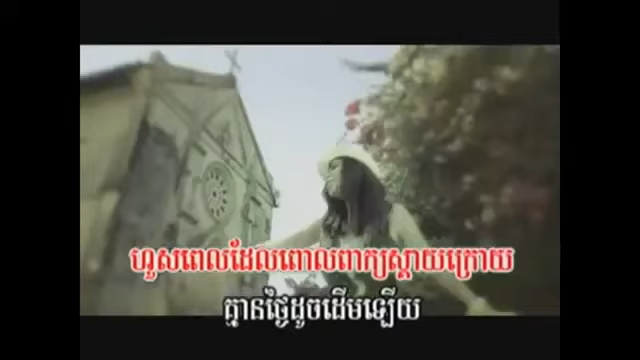 ហួសពេលដែលពោលពាក្យស្ដាយក្រោយ
គ្មានថ្ងៃដូចដើមឡើយ